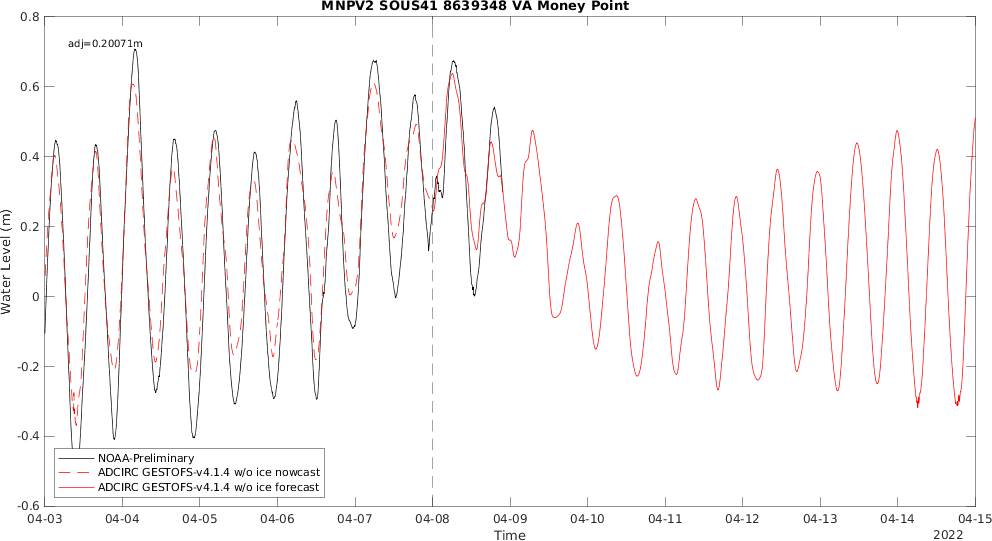 MNPV2 SOUS41 8639348 VA Money Point
adj=0.20071m
0.8
0.6
0.4
0.2
0
-0.2
-0.4
-0.6
Water Level (m)
NOAA-Preliminary
ADCIRC GESTOFS-v4.1.4 w/o ice nowcast
ADCIRC GESTOFS-v4.1.4 w/o ice forecast
04-03 04-04 04-05 04-06 04-07 04-08 04-09 04-10 04-11 04-12 04-13 04-14 04-15
Time
2022